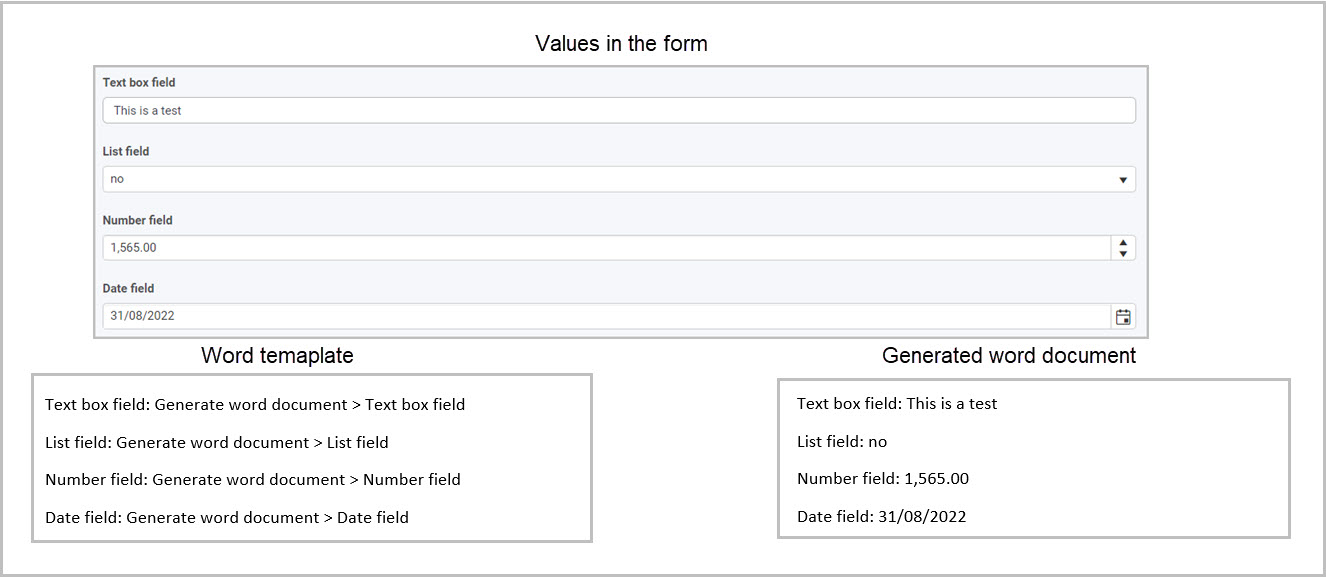 Values in the form
Text box field
This is a test
List field
no
Number field
1,565.00
Date field
31/08/2022
Word temaplate
Text box field: Generate word document > Text box field
List field: Generate word document > List field
Number field: Generate word document > Number field
Date field: Generate word document > Date field
Generated word document
Text box field: This is a test
List field: no
Number field: 1,565.00
Date field: 31/08/2022